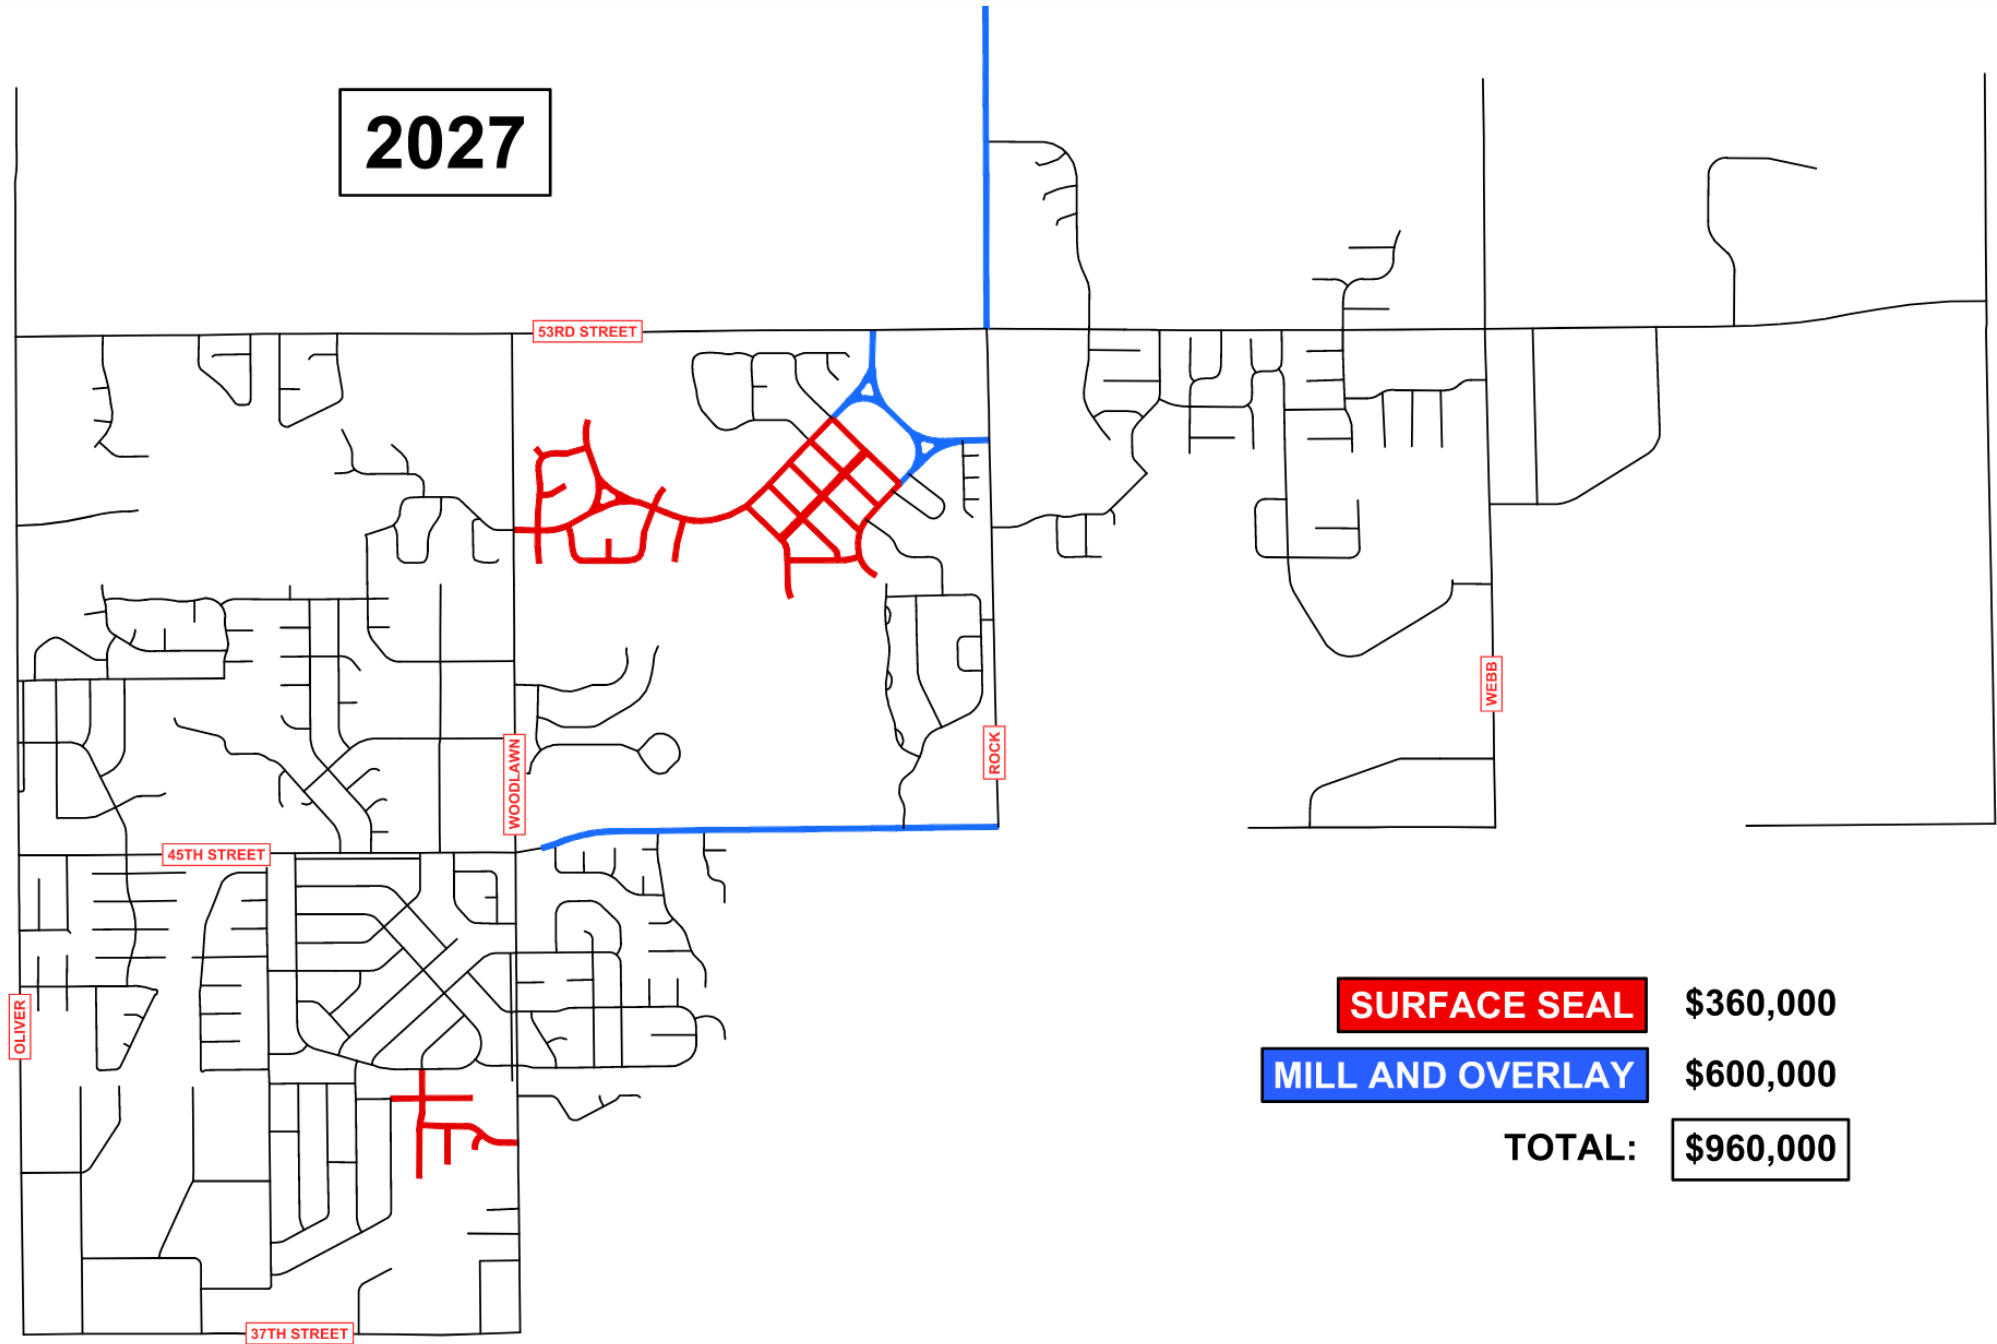 2027
53RD STREET
WOODLAWN
ROCK
WEBB
45TH STREET
OLIVER
SURFACE SEAL $360,000
MILL AND OVERLAY $600,000
TOTAL: $960,000
37TH STREET